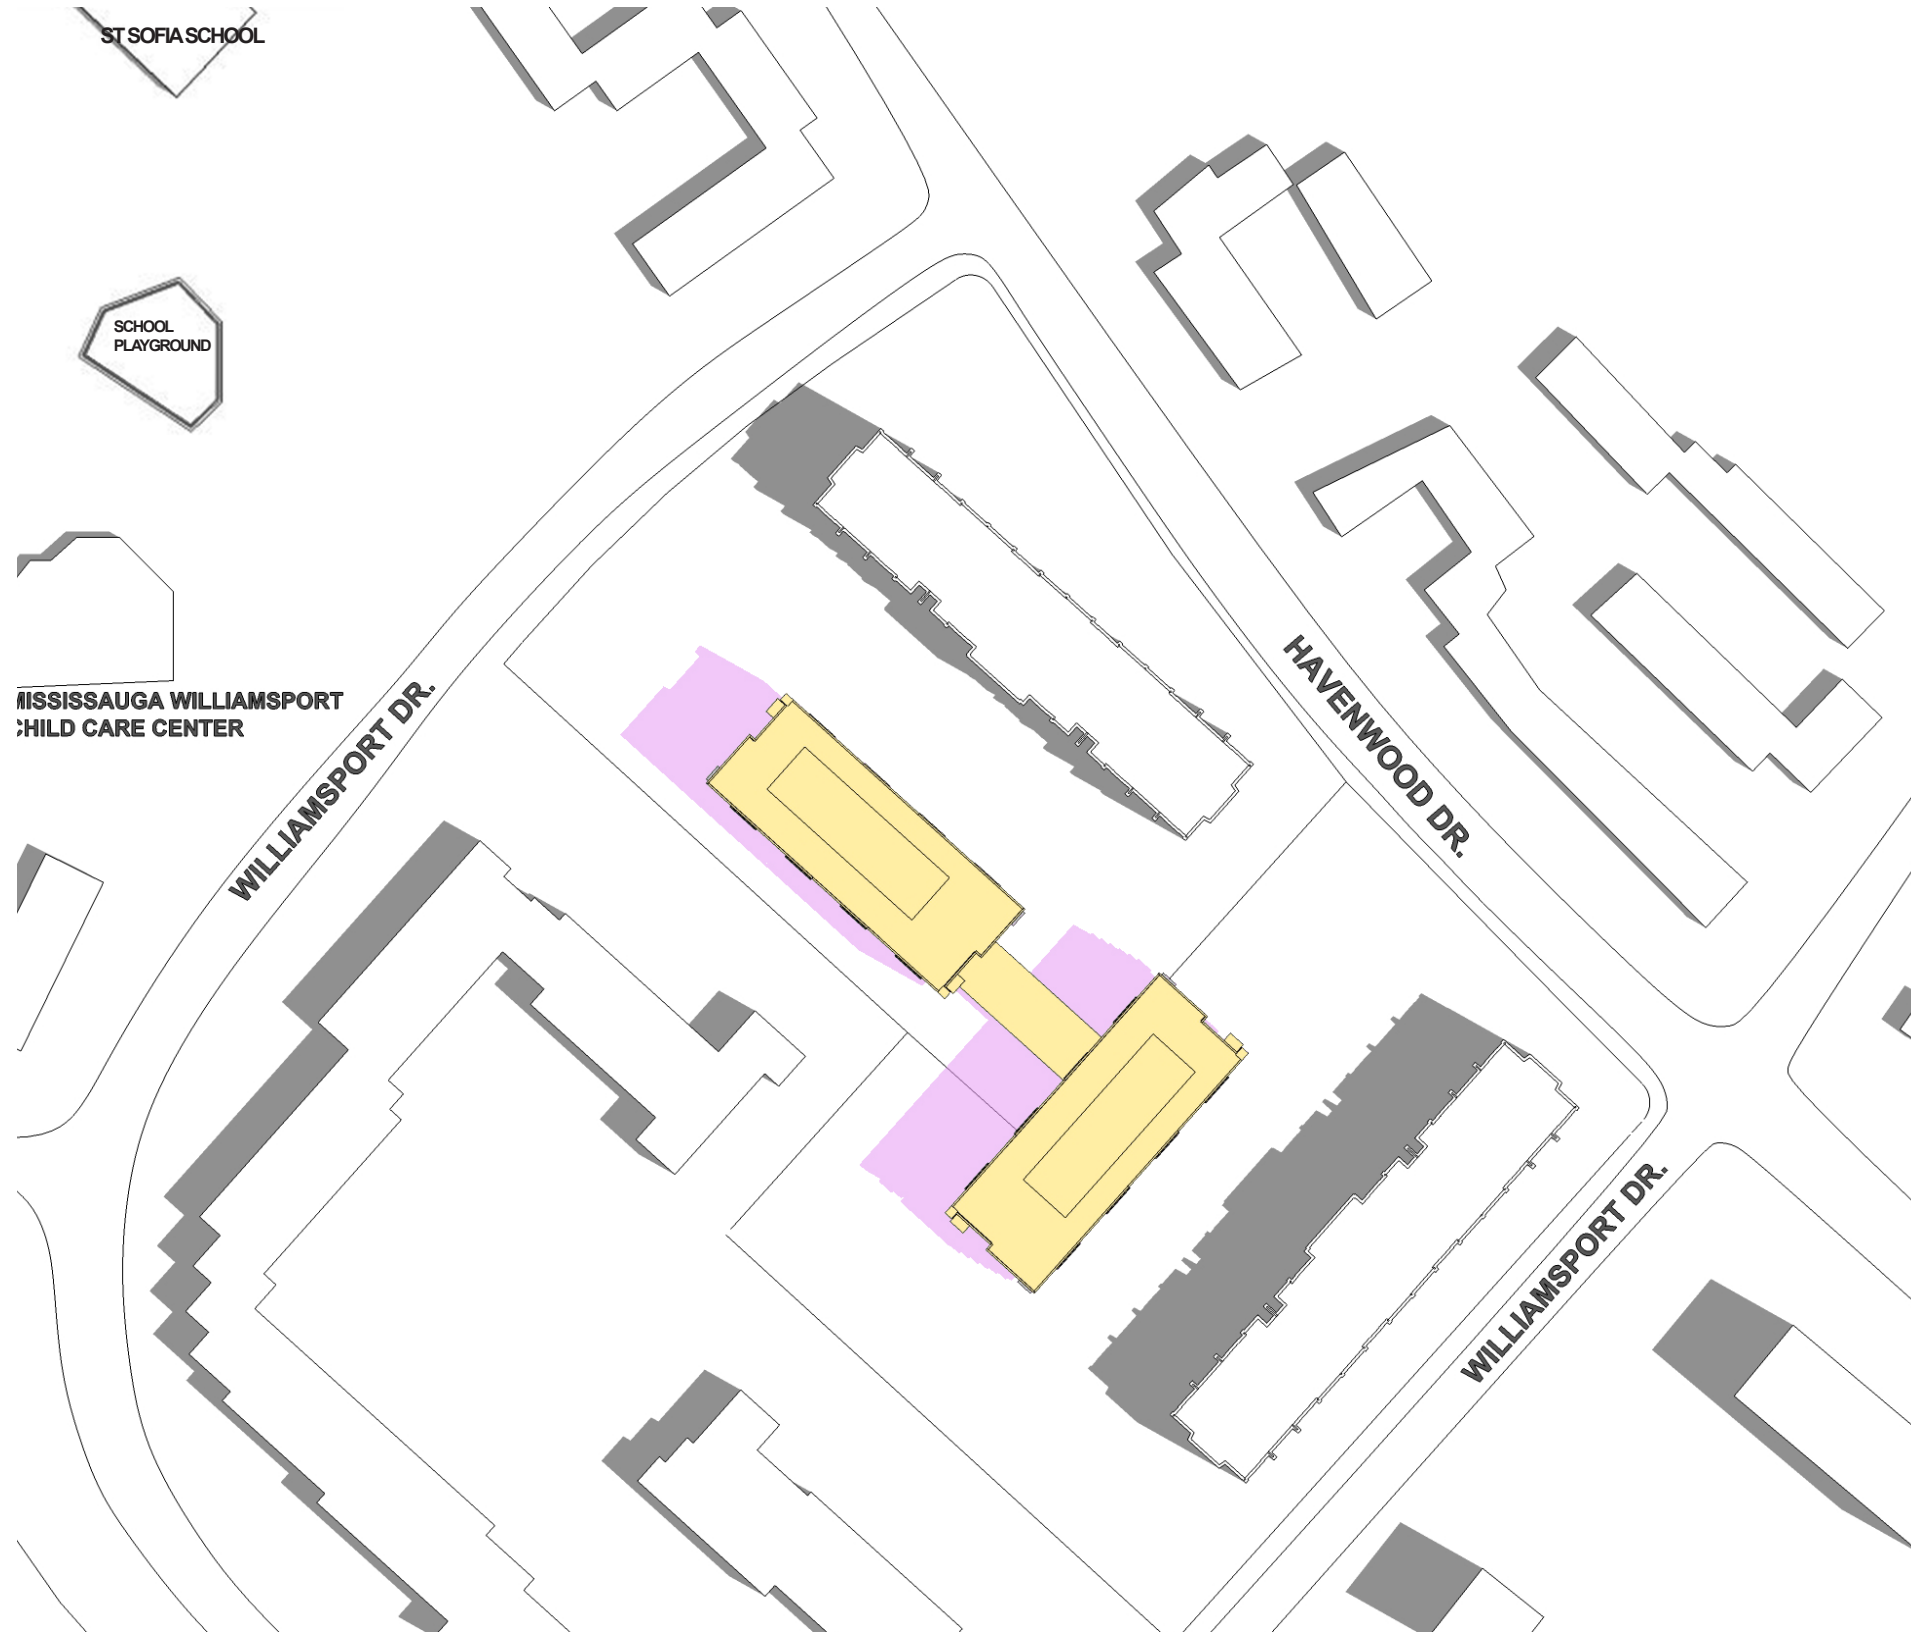 ST SOFIA SCHOOL
SCHOOL
PLAYGROUND
HAVENWOOD DR.
WILLIAMSPORT DR.
MISSISSAUGA WILLIAMSPORT
CHILD CARE CENTER
WILLIAMSPORT DR.